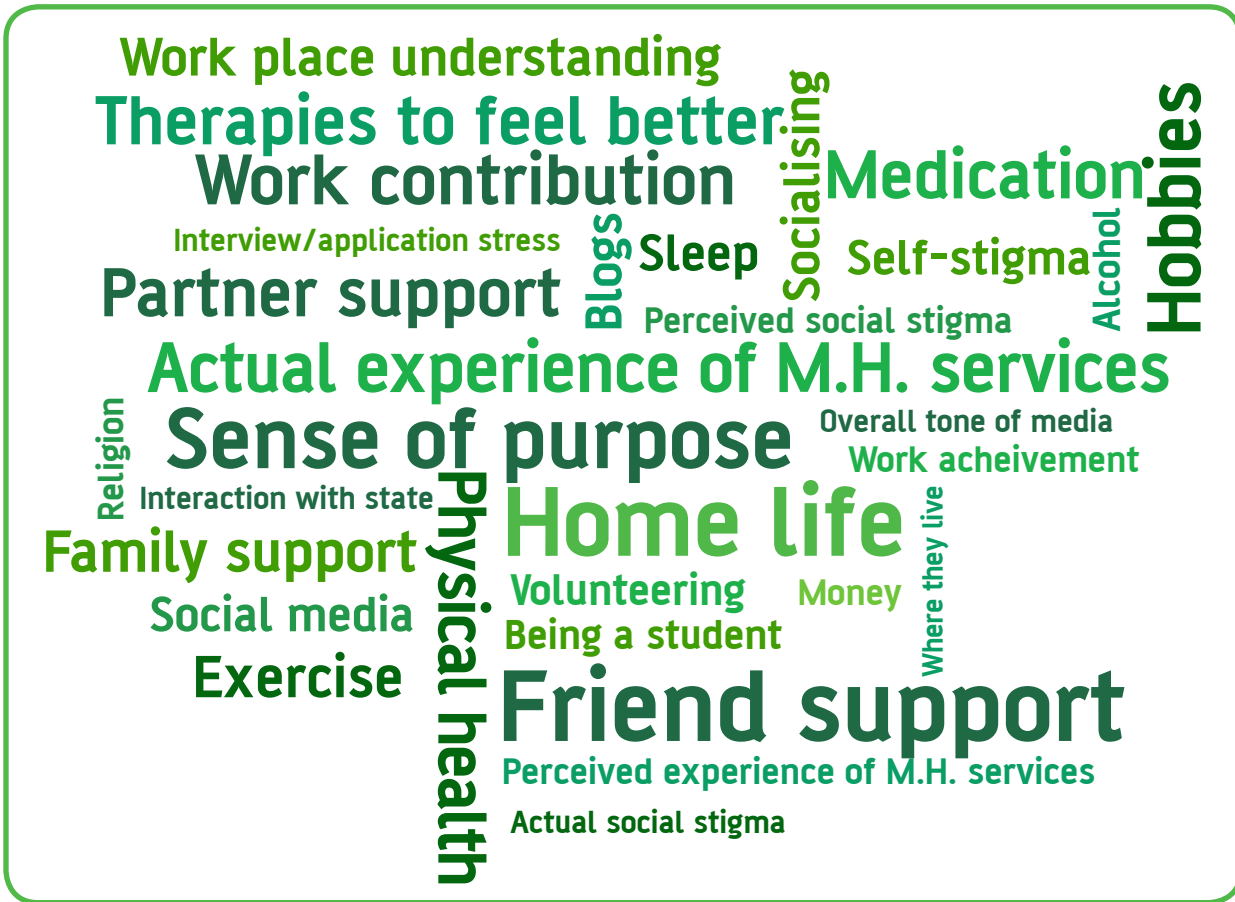 Work place understanding
Therapies to feel better
Socialising
Hobbies
Work contribution
Medication
Interview/application stress
Blogs
Sleep
Self-stigma
Alcohol
Partner support
Perceived social stigma
Actual experience of M.H. services
Religion
Sense of purpose
Overall tone of media
Work acheivement
Interaction with state
Physical health
Home life
Where they live
Family support
Volunteering
Money
Social media
Being a student
Exercise
Friend support
Perceived experience of M.H. services
Actual social stigma